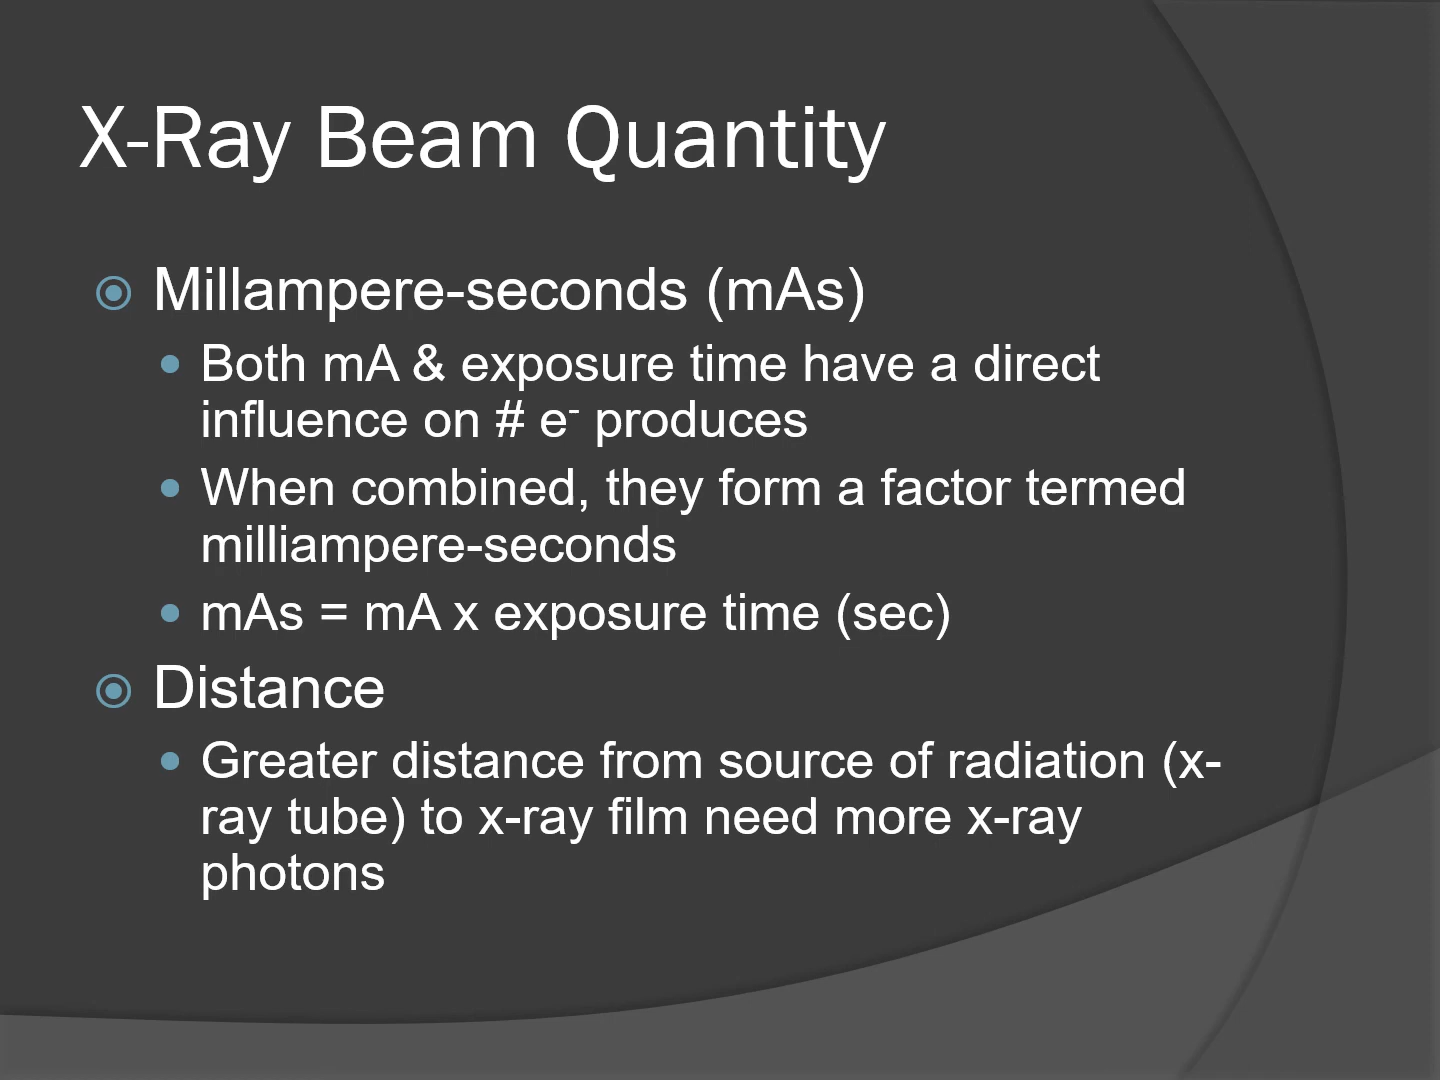 X-Ray Beam Quantity
Millampere-seconds (mAs)
Both mA & exposure time have a direct
influence on # e⁻ produces
When combined, they form a factor termed
milliampere-seconds
mAs = mA x exposure time (sec)
Distance
Greater distance from source of radiation (x-
ray tube) to x-ray film need more x-ray
photons